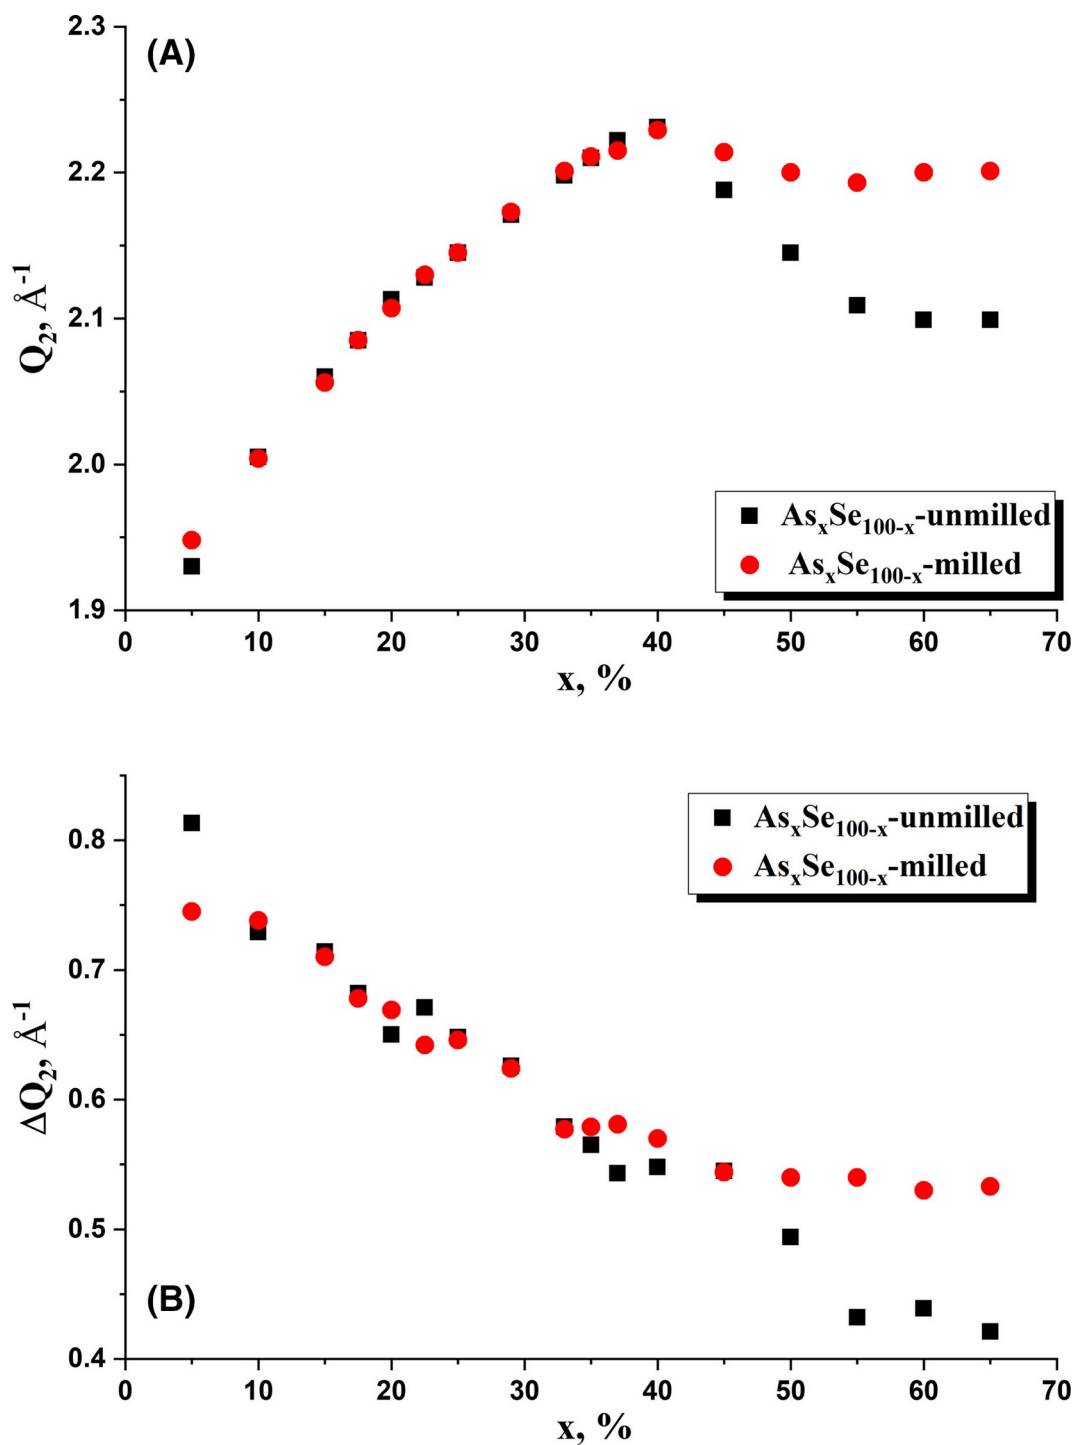 (A)
2.3
2.2
2.1
2.0
1.9
Q₂, Å⁻¹
AsₓSe₁₀₀₋ₓ-unmilled
AsₓSe₁₀₀₋ₓ-milled
0 10 20 30 40 50 60 70
x, %
0.8
0.7
0.6
0.5
0.4
ΔQ₂, Å⁻¹
AsₓSe₁₀₀₋ₓ-unmilled
AsₓSe₁₀₀₋ₓ-milled
(B)
0 10 20 30 40 50 60 70
x, %